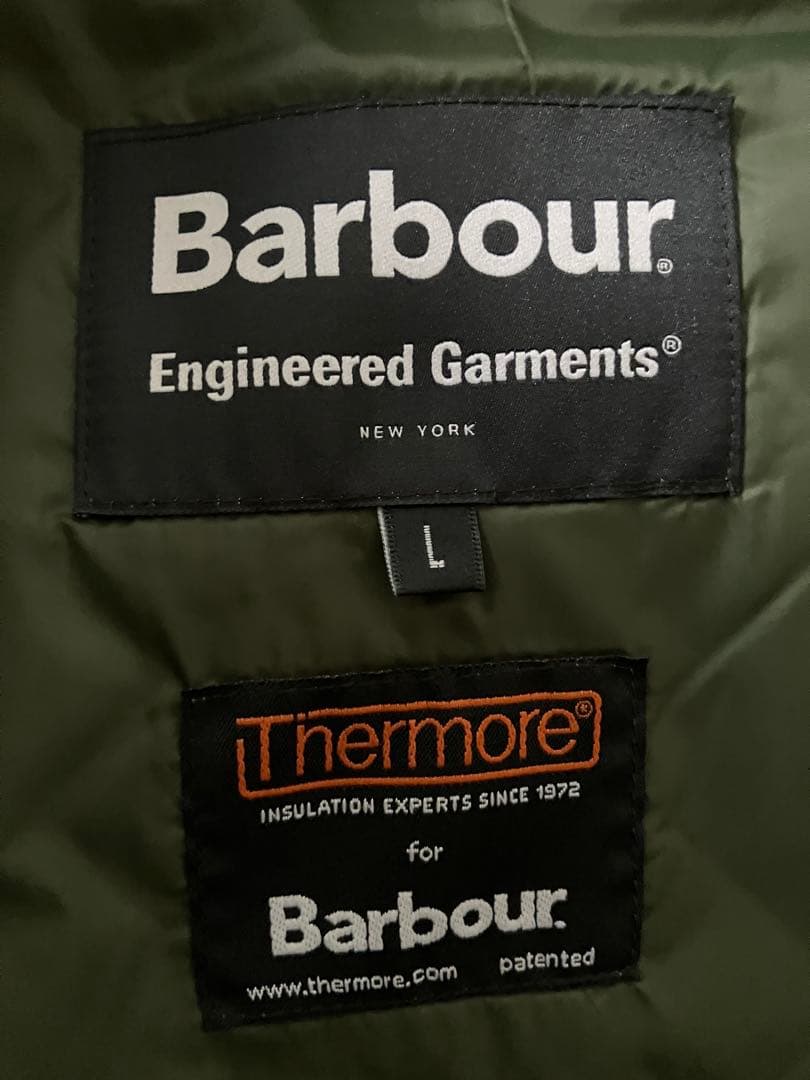 Barbour®
Engineered Garments®
NEW YORK
L
Thermore®
INSULATION EXPERTS SINCE 1972
for
Barbour.
www.thermore.com patented